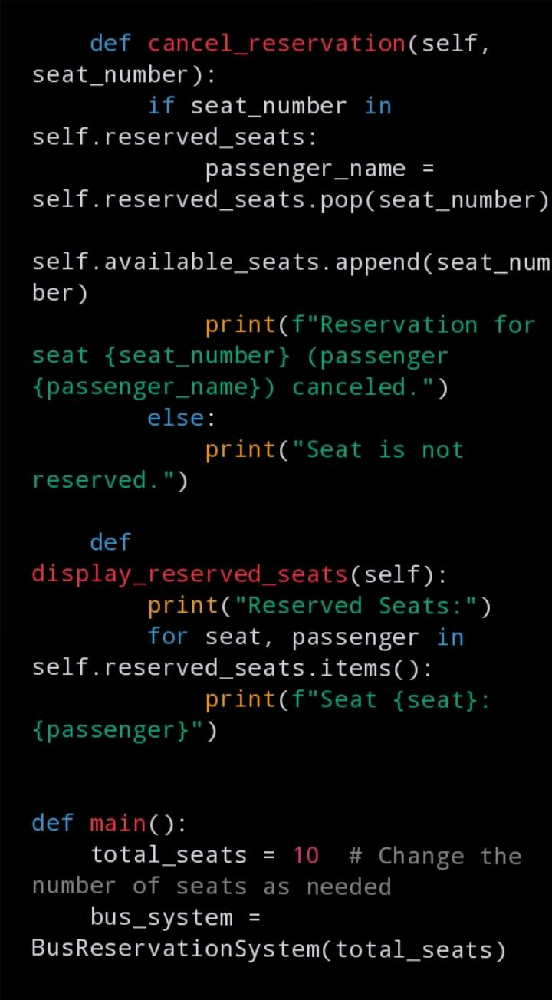 def cancel_reservation(self,
seat_number):
        if seat_number in
self.reserved_seats:
            passenger_name =
self.reserved_seats.pop(seat_number)

self.available_seats.append(seat_num
ber)
            print(f"Reservation for
seat {seat_number} (passenger
{passenger_name}) canceled.")
        else:
            print("Seat is not
reserved.")

    def
display_reserved_seats(self):
        print("Reserved Seats:")
        for seat, passenger in
self.reserved_seats.items():
            print(f"Seat {seat}:
{passenger}")


def main():
    total_seats = 10  # Change the
number of seats as needed
    bus_system =
BusReservationSystem(total_seats)